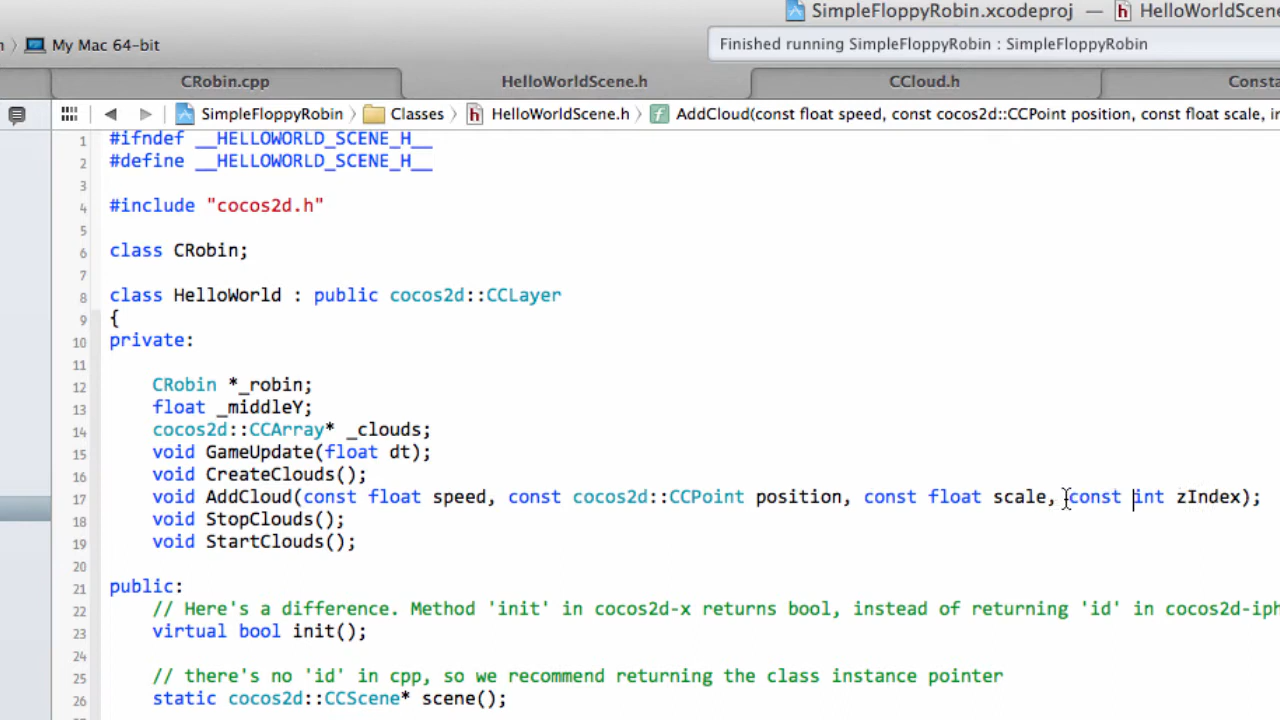 SimpleFloppyRobin.xcodeproj — HelloWorldScene
My Mac 64-bit
Finished running SimpleFloppyRobin : SimpleFloppyRobin
CRobin.cpp HelloWorldScene.h CCloud.h Consta
SimpleFloppyRobin Classes HelloWorldScene.h AddCloud(const float speed, const cocos2d::CCPoint position, const float scale, i
1 #ifndef __HELLOWORLD_SCENE_H__
2 #define __HELLOWORLD_SCENE_H__
3
4 #include "cocos2d.h"
5
6 class CRobin;
7
8 class HelloWorld : public cocos2d::CCLayer
9 {
10 private:
11
12 CRobin *_robin;
13 float _middleY;
14 cocos2d::CCArray* _clouds;
15 void GameUpdate(float dt);
16 void CreateClouds();
17 void AddCloud(const float speed, const cocos2d::CCPoint position, const float scale, const int zIndex);
18 void StopClouds();
19 void StartClouds();
20
21 public:
22 // Here's a difference. Method 'init' in cocos2d-x returns bool, instead of returning 'id' in cocos2d-iph
23 virtual bool init();
24
25 // there's no 'id' in cpp, so we recommend returning the class instance pointer
26 static cocos2d::CCScene* scene();